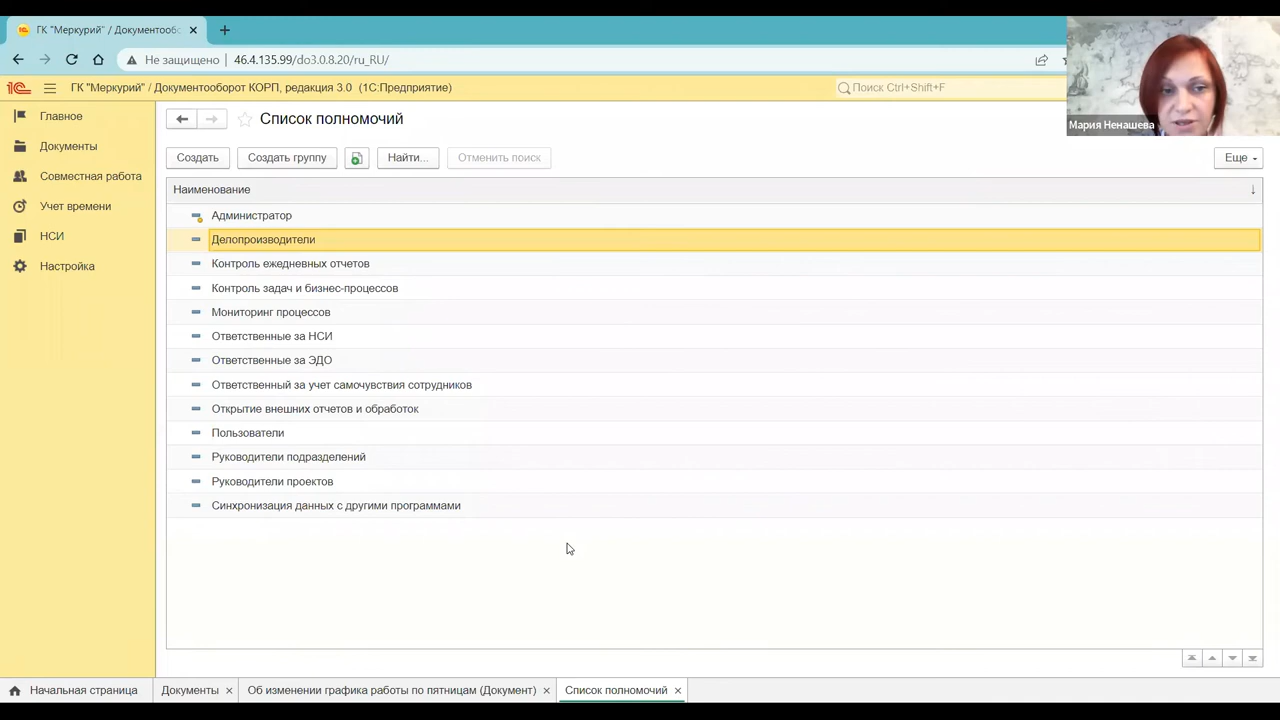 ГК "Меркурий" / Документообс
Не защищено 46.4.135.99/do3.0.8.20/ru_RU/
1С ГК "Меркурий" / Документооборот КОРП, редакция 3.0 (1С:Предприятие)
Поиск Ctrl+Shift+F
Мария Ненашева
Главное
Документы
Совместная работа
Учет времени
НСИ
Настройка
Список полномочий
Создать Создать группу Найти... Отменить поиск Еще
Наименование
Администратор
Делопроизводители
Контроль ежедневных отчетов
Контроль задач и бизнес-процессов
Мониторинг процессов
Ответственные за НСИ
Ответственные за ЭДО
Ответственный за учет самочувствия сотрудников
Открытие внешних отчетов и обработок
Пользователи
Руководители подразделений
Руководители проектов
Синхронизация данных с другими программами
Начальная страница Документы Об изменении графика работы по пятницам (Документ) Список полномочий